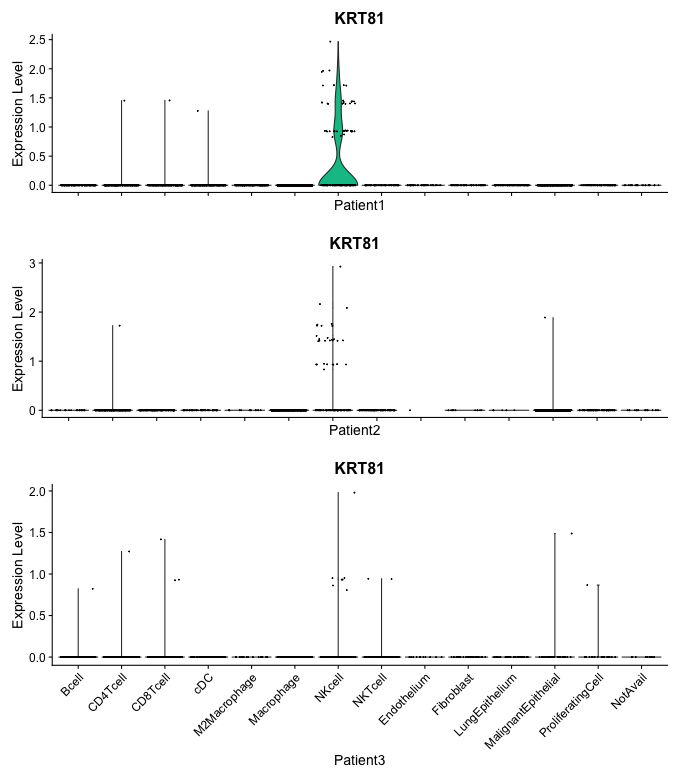 KRT81
Expression Level
2.5
2.0
1.5
1.0
0.5
0.0
Patient1
KRT81
Expression Level
3
2
1
0
Patient2
KRT81
Expression Level
2.0
1.5
1.0
0.5
0.0
Bcell
CD4Tcell
CD8Tcell
cDC
M2Macrophage
Macrophage
NKcell
NKTcell
Endothelium
Fibroblast
LungEpithelium
MalignantEpithelial
ProliferatingCell
NotAvail
Patient3